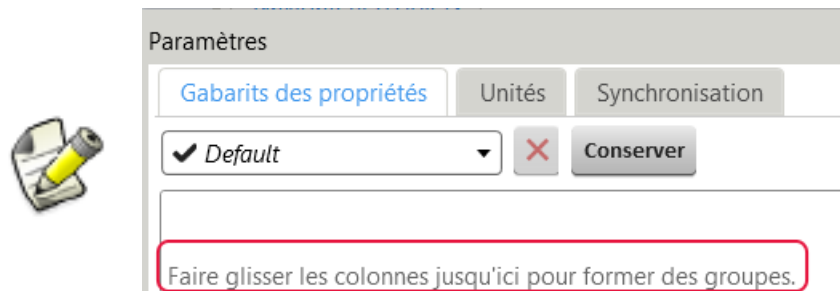 Paramètres
Gabarits des propriétés Unités Synchronisation
Default Conserver
Faire glisser les colonnes jusqu'ici pour former des groupes.